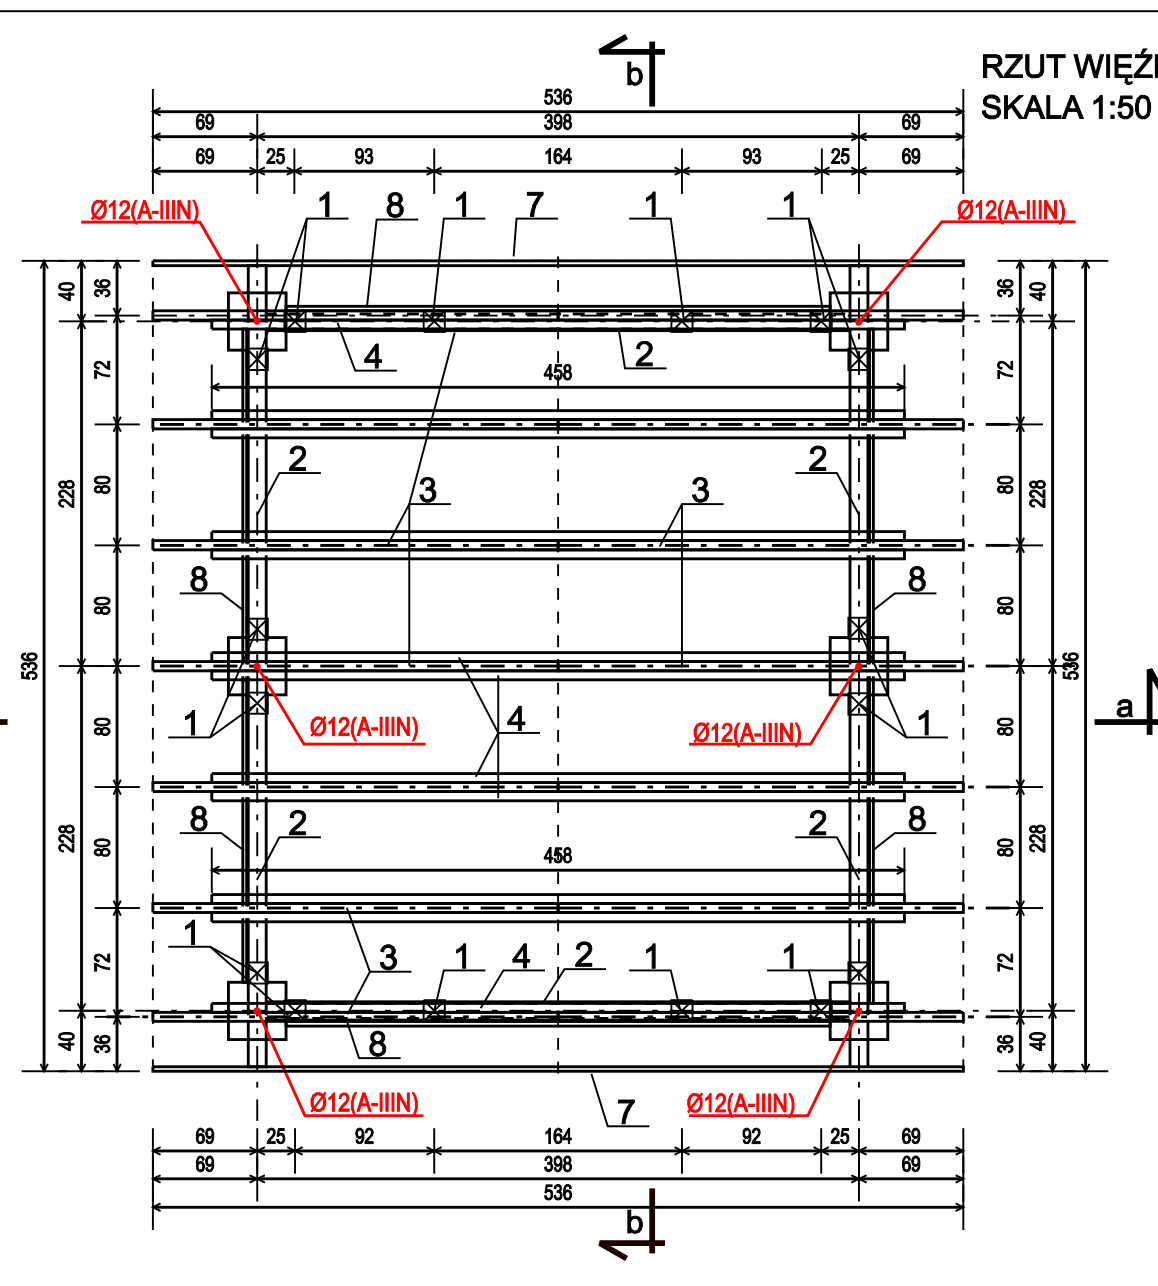 b
RZUT WIĘŹ
SKALA 1:50
536
69 398 69
69 25 93 164 93 25 69
Ø12(A-IIIN) 1 8 1 7 1 1 Ø12(A-IIIN)
40 36 36 40
4 2
72 458 72
2 2
228 80 3 3 80 228
8 8
80 80
536 536
1 Ø12(A-IIIN) 4 Ø12(A-IIIN) 1 a
80 80
8 2 2 8
228 80 458 80 228
1 3 1 4 2 1 1
72 72
40 36 8 36 40
Ø12(A-IIIN) Ø12(A-IIIN)
7
69 25 92 164 92 25 69
69 398 69
536
b